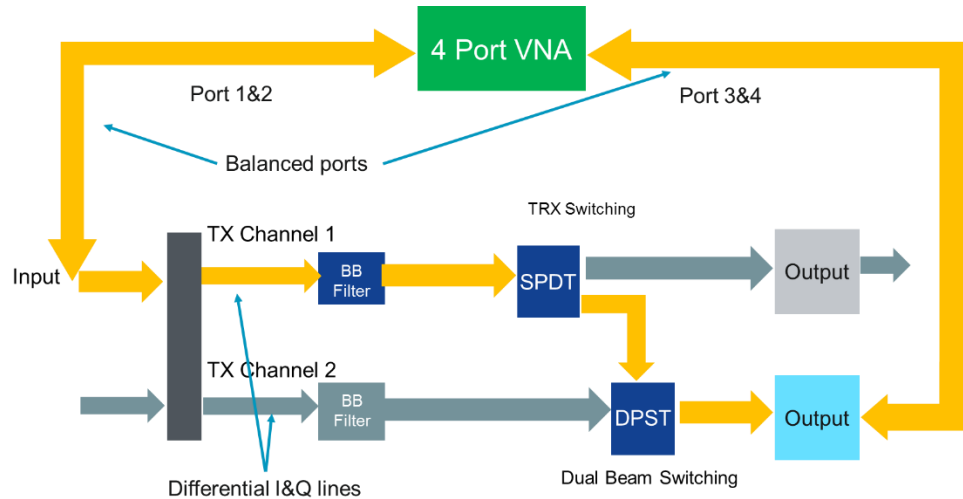 4 Port VNA
Port 1&2
Port 3&4
Balanced ports
TRX Switching
TX Channel 1
Input
BB
Filter
SPDT
Output
TX Channel 2
BB
Filter
DPST
Output
Differential I&Q lines
Dual Beam Switching